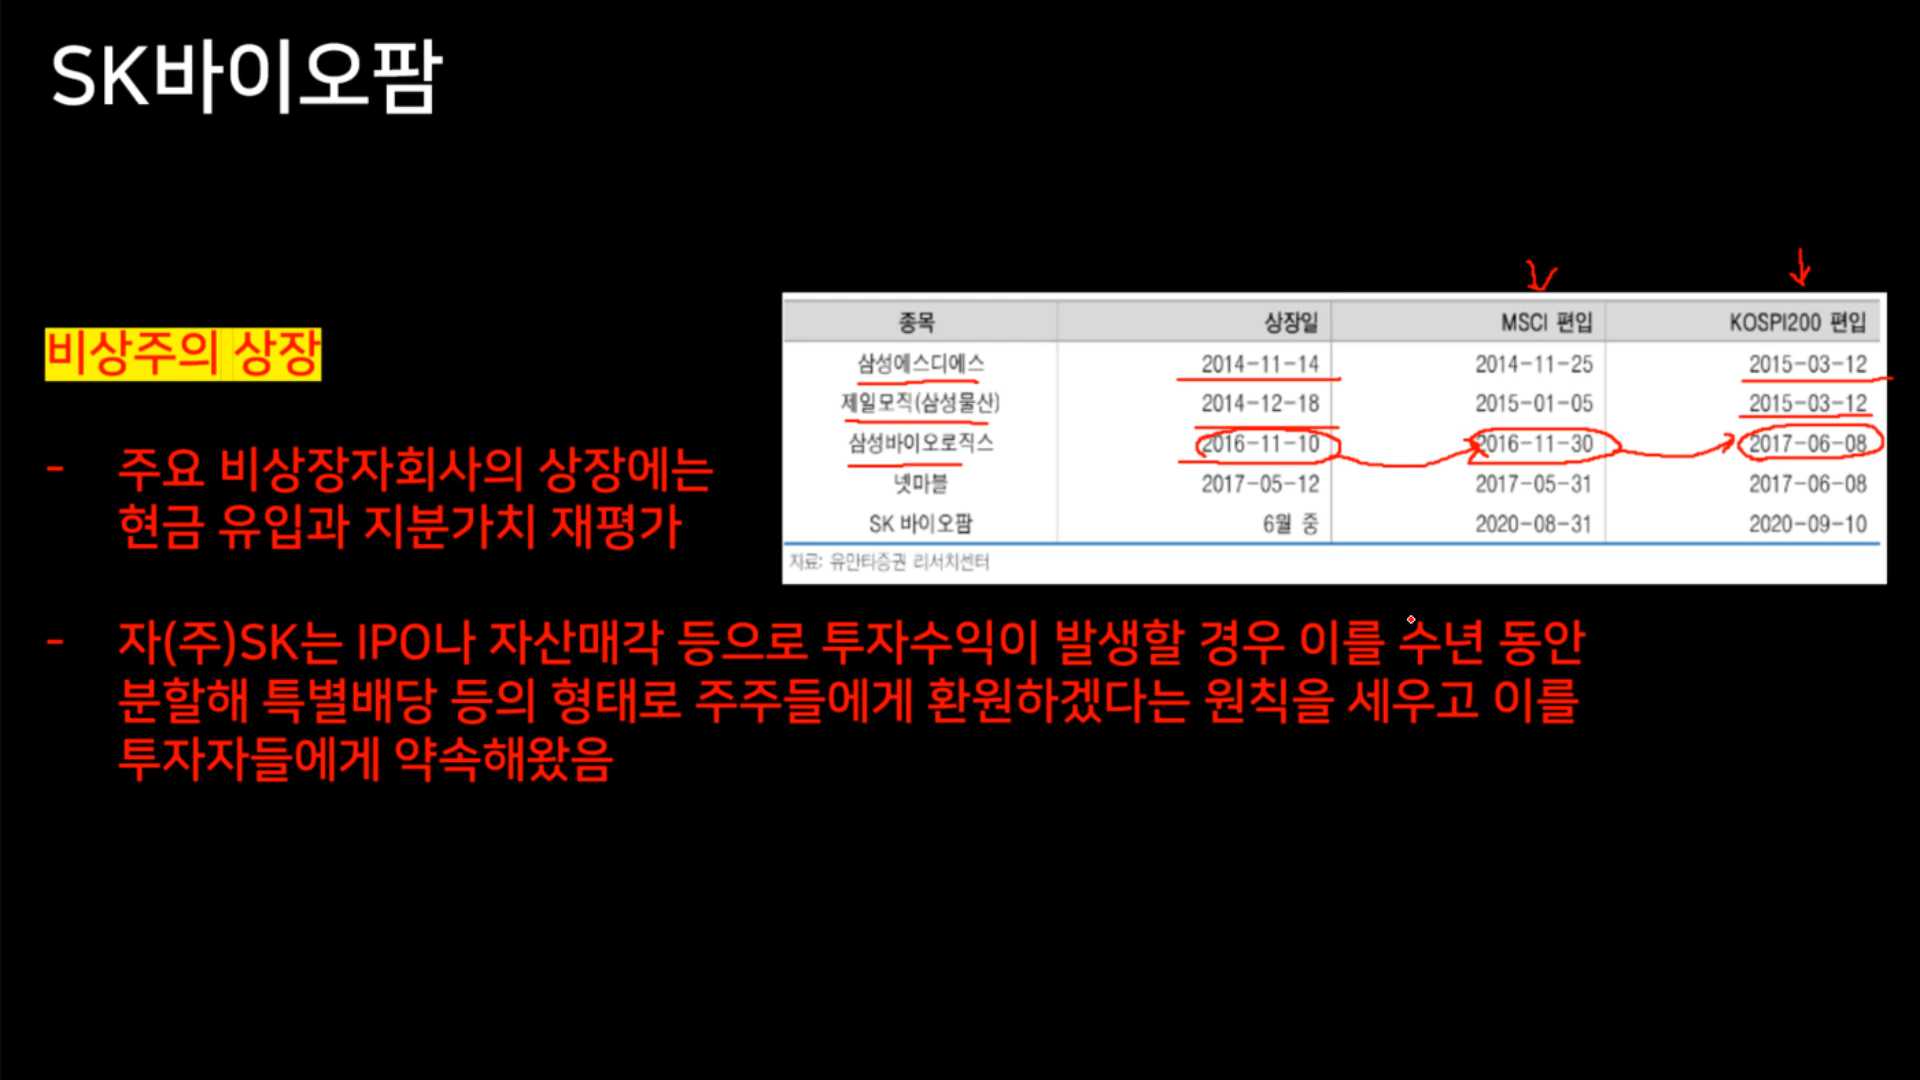 SK바이오팜
비상주의 상장
- 주요 비상장자회사의 상장에는
현금 유입과 지분가치 재평가
종목 상장일 MSCI 편입 KOSPI200 편입
삼성에스디에스 2014-11-14 2014-11-25 2015-03-12
제일모직(삼성물산) 2014-12-18 2015-01-05 2015-03-12
삼성바이오로직스 2016-11-10 2016-11-30 2017-06-08
넷마블 2017-05-12 2017-05-31 2017-06-08
SK 바이오팜 6월 중 2020-08-31 2020-09-10
자료: 유안타증권 리서치센터
- 자(주)SK는 IPO나 자산매각 등으로 투자수익이 발생할 경우 이를 수년 동안
분할해 특별배당 등의 형태로 주주들에게 환원하겠다는 원칙을 세우고 이를
투자자들에게 약속해왔음